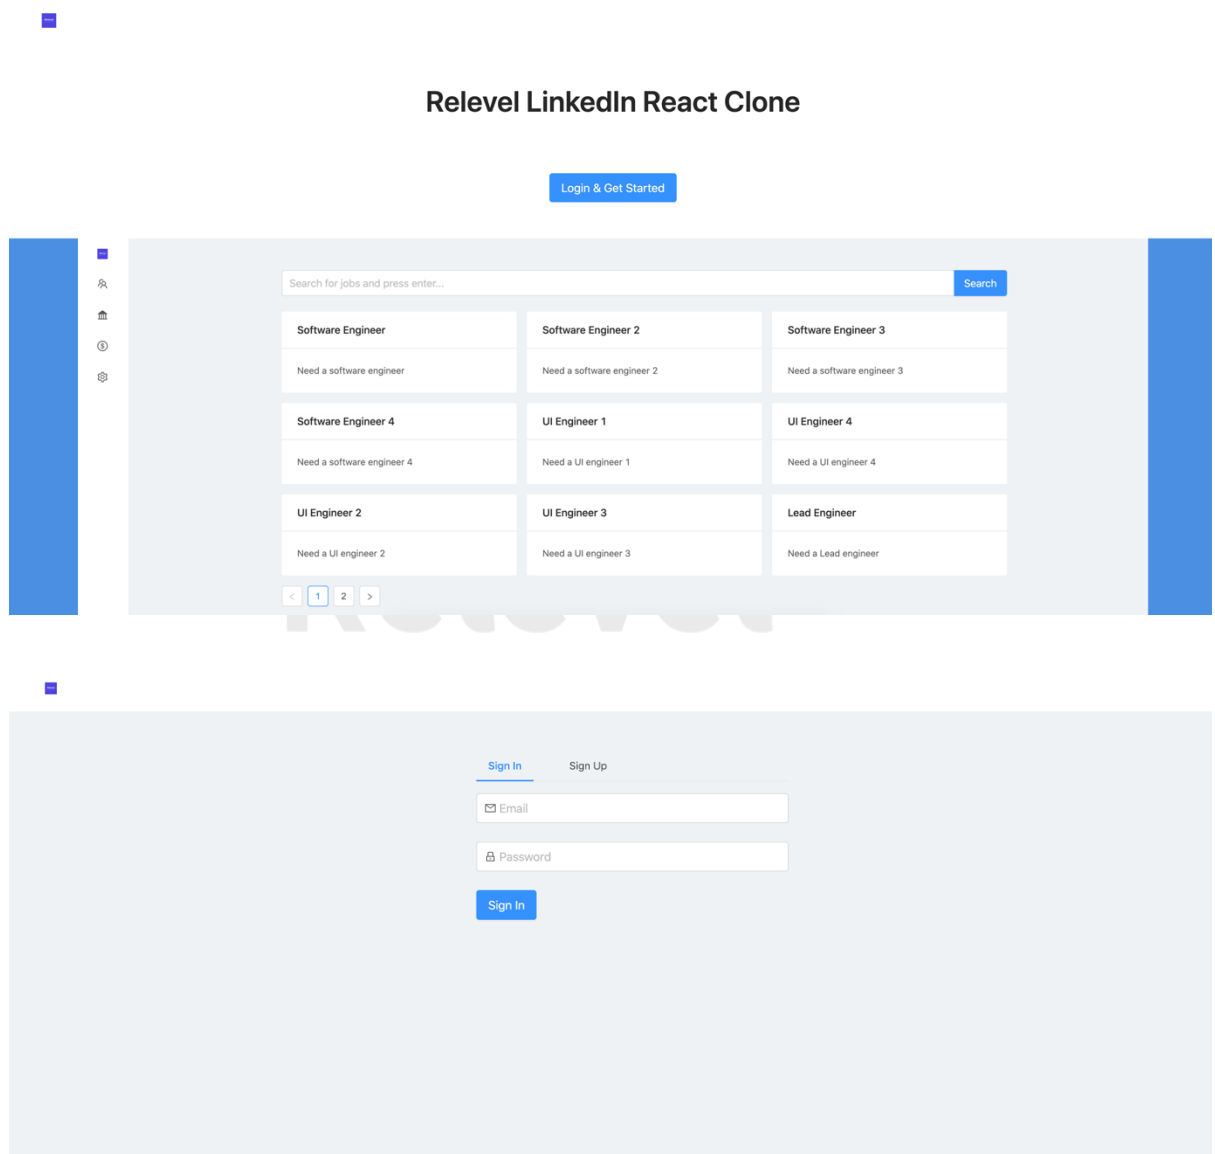 Relevel LinkedIn React Clone
Login & Get Started
Search for jobs and press enter...
Search
Software Engineer
Software Engineer 2
Software Engineer 3
Need a software engineer
Need a software engineer 2
Need a software engineer 3
Software Engineer 4
UI Engineer 1
UI Engineer 4
Need a software engineer 4
Need a UI engineer 1
Need a UI engineer 4
UI Engineer 2
UI Engineer 3
Lead Engineer
Need a UI engineer 2
Need a UI engineer 3
Need a Lead engineer
< 1 2 >
Relevel
Sign In Sign Up
Email
Password
Sign In